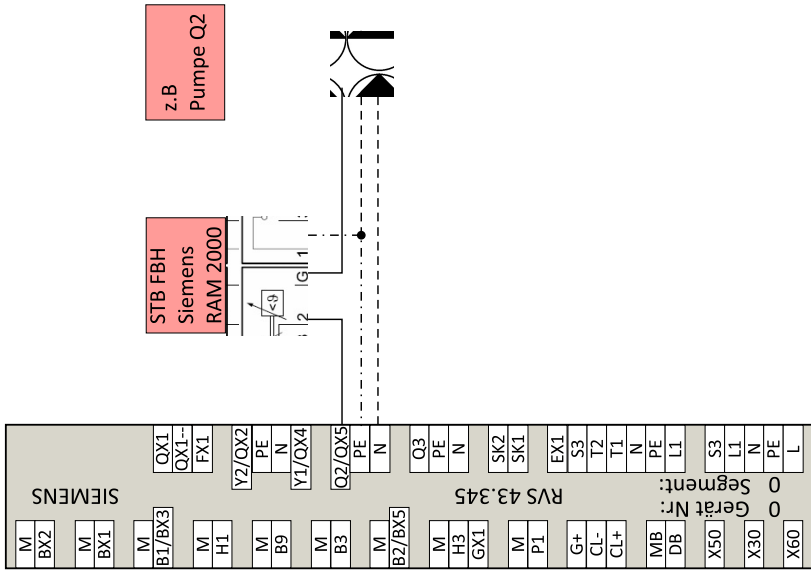 z.B
Pumpe Q2
STB FBH
Siemens
RAM 2000
1
G
2
<ϑ
QX1
QX1--
FX1
Y2/QX2
PE
N
Y1/QX4
Q2/QX5
PE
N
Q3
PE
N
SK2
SK1
EX1
S3
T2
T1
N
PE
L1
S3
L1
N
PE
L
SIEMENS
RVS 43.345
Gerät Nr: 0
Segment: 0
M
BX2
M
BX1
M
B1/BX3
M
H1
M
B9
M
B3
M
B2/BX5
M
H3
GX1
M
P1
G+
CL-
CL+
MB
DB
X50
X30
X60